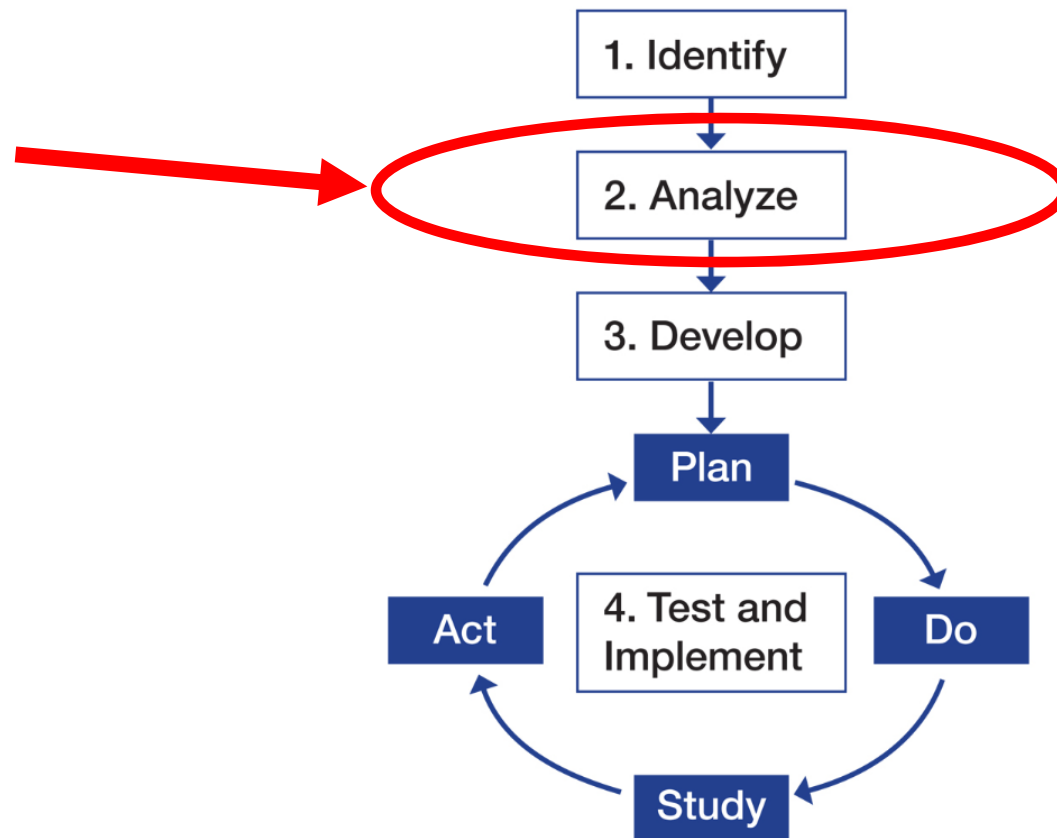 1. Identify
2. Analyze
3. Develop
Plan
Act
4. Test and
Implement
Do
Study